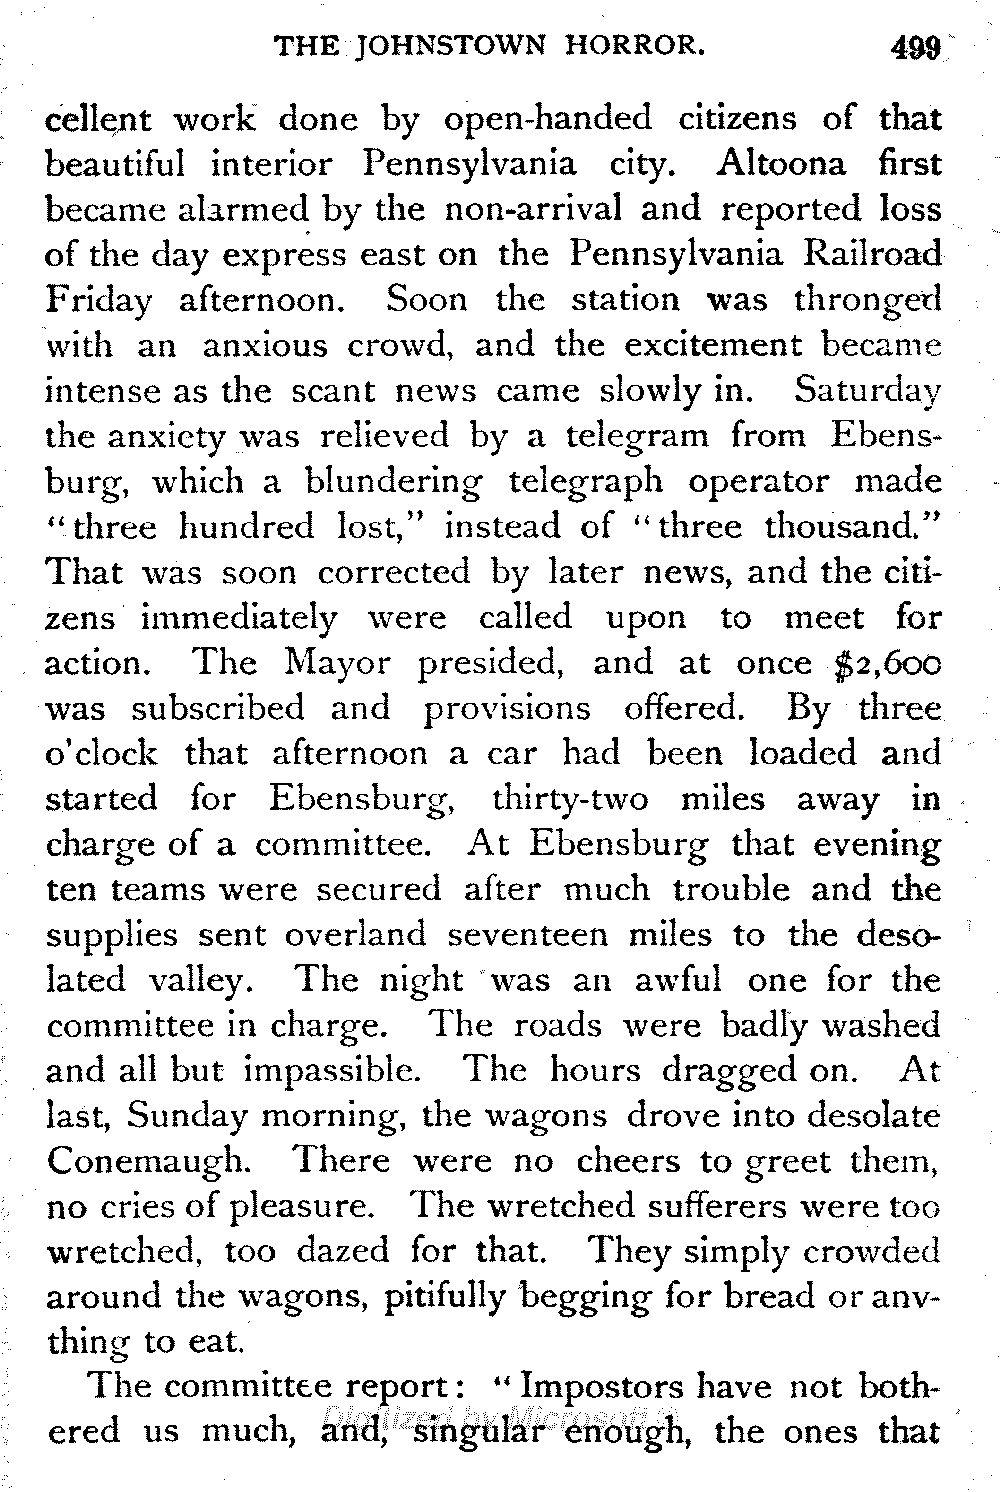 THE JOHNSTOWN HORROR. 499
cellent work done by open-handed citizens of that
beautiful interior Pennsylvania city. Altoona first
became alarmed by the non-arrival and reported loss
of the day express east on the Pennsylvania Railroad
Friday afternoon. Soon the station was thronged
with an anxious crowd, and the excitement became
intense as the scant news came slowly in. Saturday
the anxiety was relieved by a telegram from Ebens-
burg, which a blundering telegraph operator made
"three hundred lost," instead of "three thousand."
That was soon corrected by later news, and the citi-
zens immediately were called upon to meet for
action. The Mayor presided, and at once $2,600
was subscribed and provisions offered. By three
o'clock that afternoon a car had been loaded and
started for Ebensburg, thirty-two miles away in
charge of a committee. At Ebensburg that evening
ten teams were secured after much trouble and the
supplies sent overland seventeen miles to the deso-
lated valley. The night was an awful one for the
committee in charge. The roads were badly washed
and all but impassible. The hours dragged on. At
last, Sunday morning, the wagons drove into desolate
Conemaugh. There were no cheers to greet them,
no cries of pleasure. The wretched sufferers were too
wretched, too dazed for that. They simply crowded
around the wagons, pitifully begging for bread or any-
thing to eat.
The committee report: "Impostors have not both-
ered us much, and, singular enough, the ones that
Digitized by Microsoft ®